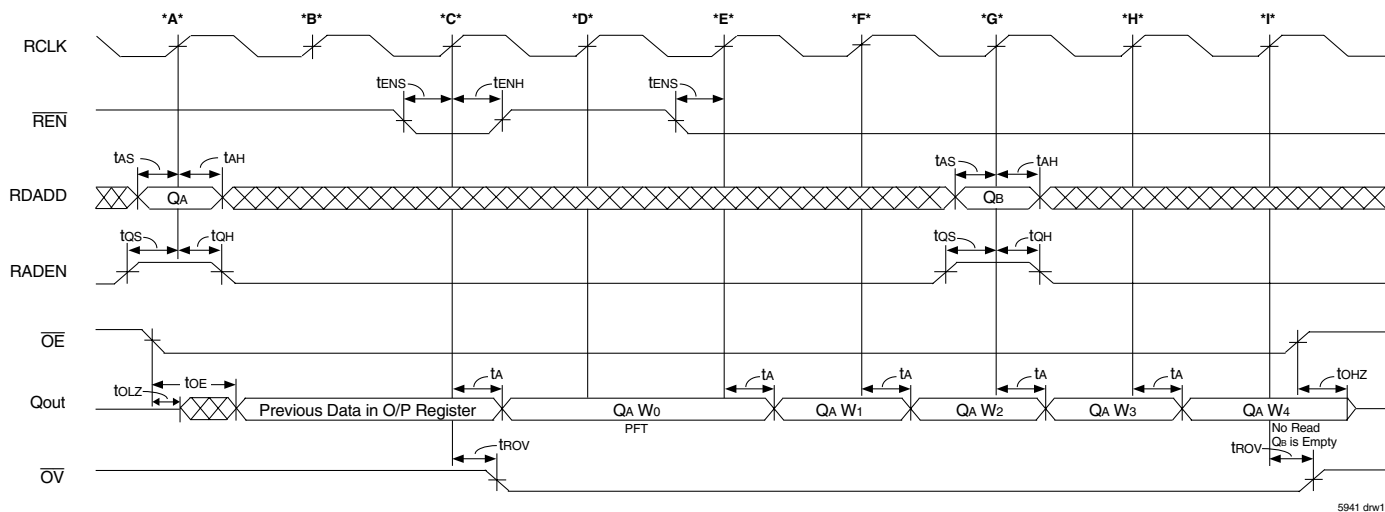 *A* *B* *C* *D* *E* *F* *G* *H* *I*
RCLK
tENS tENH tENS
REN
tAS tAH tAS tAH
RDADD QA QB
tQS tQH tQS tQH
RADEN
OE
tOLZ tOE tA tA tA tA tA tOHZ
Qout Previous Data in O/P Register QA W0 QA W1 QA W2 QA W3 QA W4
PFT
No Read
QB is Empty
tROV tROV
OV
5941 drw1